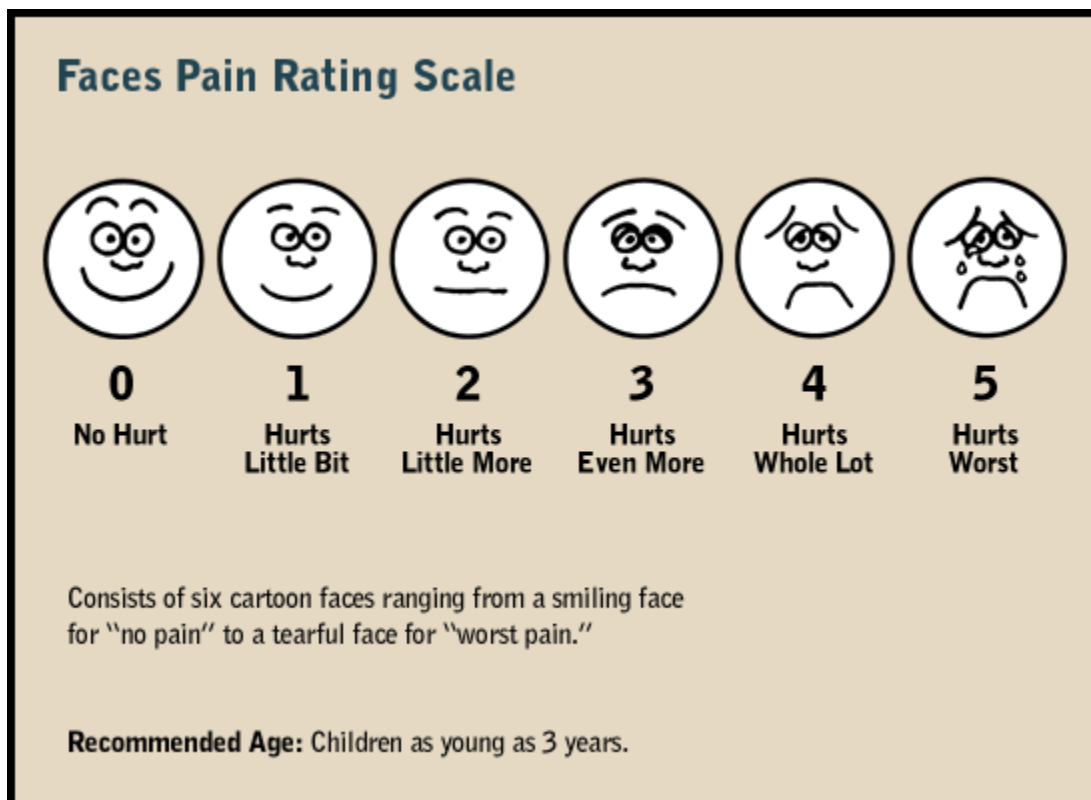 Faces Pain Rating Scale
0 1 2 3 4 5
No Hurt Hurts Hurts Hurts Hurts Hurts
Little Bit Little More Even More Whole Lot Worst
Consists of six cartoon faces ranging from a smiling face
for "no pain" to a tearful face for "worst pain."
Recommended Age: Children as young as 3 years.